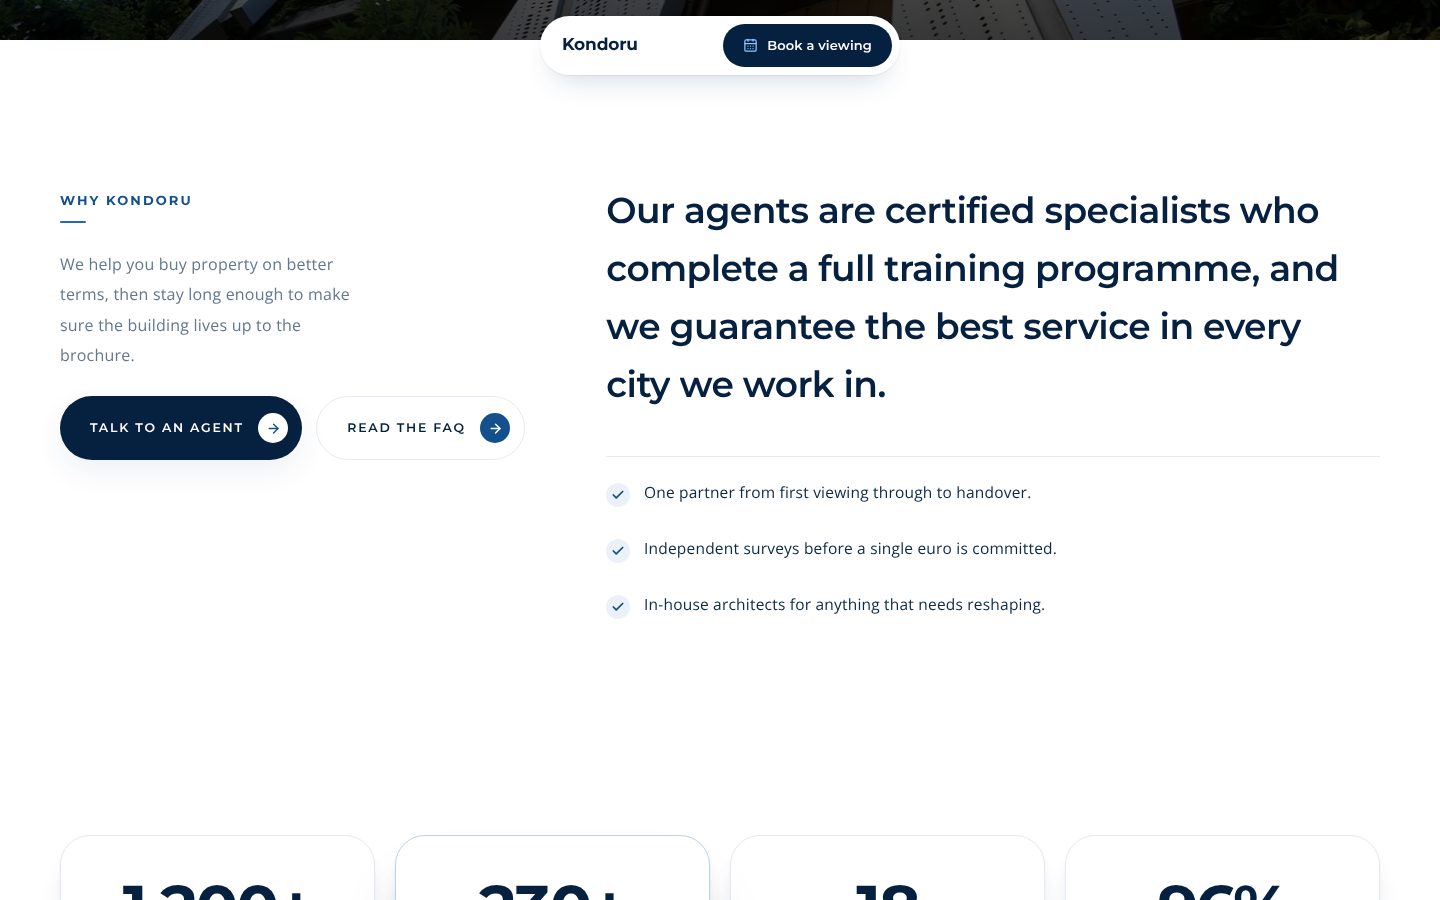 Kondoru
Book a viewing
WHY KONDORU
We help you buy property on better
terms, then stay long enough to make
sure the building lives up to the
brochure.
TALK TO AN AGENT
READ THE FAQ
Our agents are certified specialists who
complete a full training programme, and
we guarantee the best service in every
city we work in.
One partner from first viewing through to handover.
Independent surveys before a single euro is committed.
In-house architects for anything that needs reshaping.